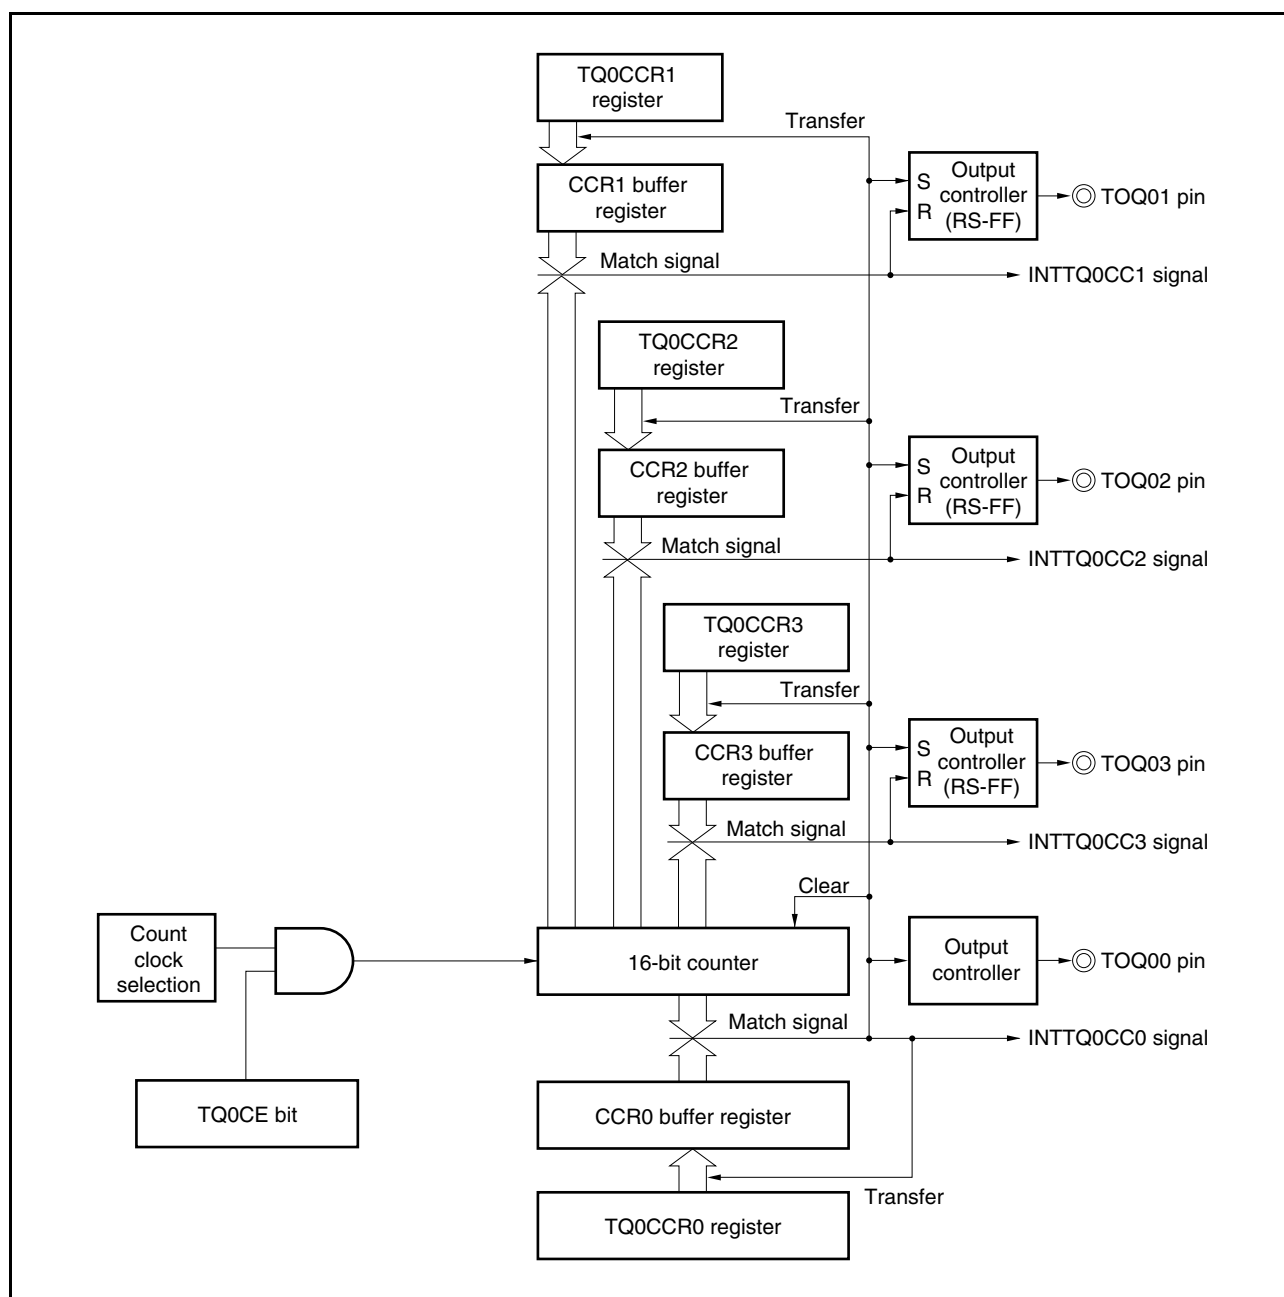 TQ0CCR1
register
Transfer
CCR1 buffer
register
S
R
Output
controller
(RS-FF)
TOQ01 pin
Match signal
INTTQ0CC1 signal
TQ0CCR2
register
Transfer
CCR2 buffer
register
S
R
Output
controller
(RS-FF)
TOQ02 pin
Match signal
INTTQ0CC2 signal
TQ0CCR3
register
Transfer
CCR3 buffer
register
S
R
Output
controller
(RS-FF)
TOQ03 pin
Match signal
INTTQ0CC3 signal
Clear
Count
clock
selection
16-bit counter
Output
controller
TOQ00 pin
Match signal
INTTQ0CC0 signal
TQ0CE bit
CCR0 buffer register
Transfer
TQ0CCR0 register